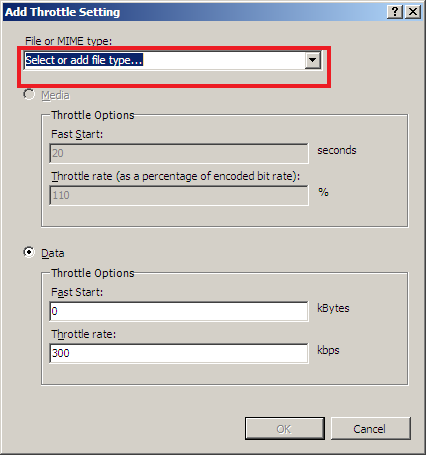 Add Throttle Setting
File or MIME type:
Select or add file type...
Media
Throttle Options
Fast Start:
20 seconds
Throttle rate (as a percentage of encoded bit rate):
110 %
Data
Throttle Options
Fast Start:
0 kBytes
Throttle rate:
300 kbps
OK Cancel